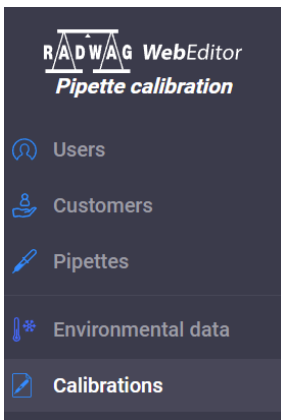 RADWAG WebEditor
Pipette calibration
Users
Customers
Pipettes
Environmental data
Calibrations